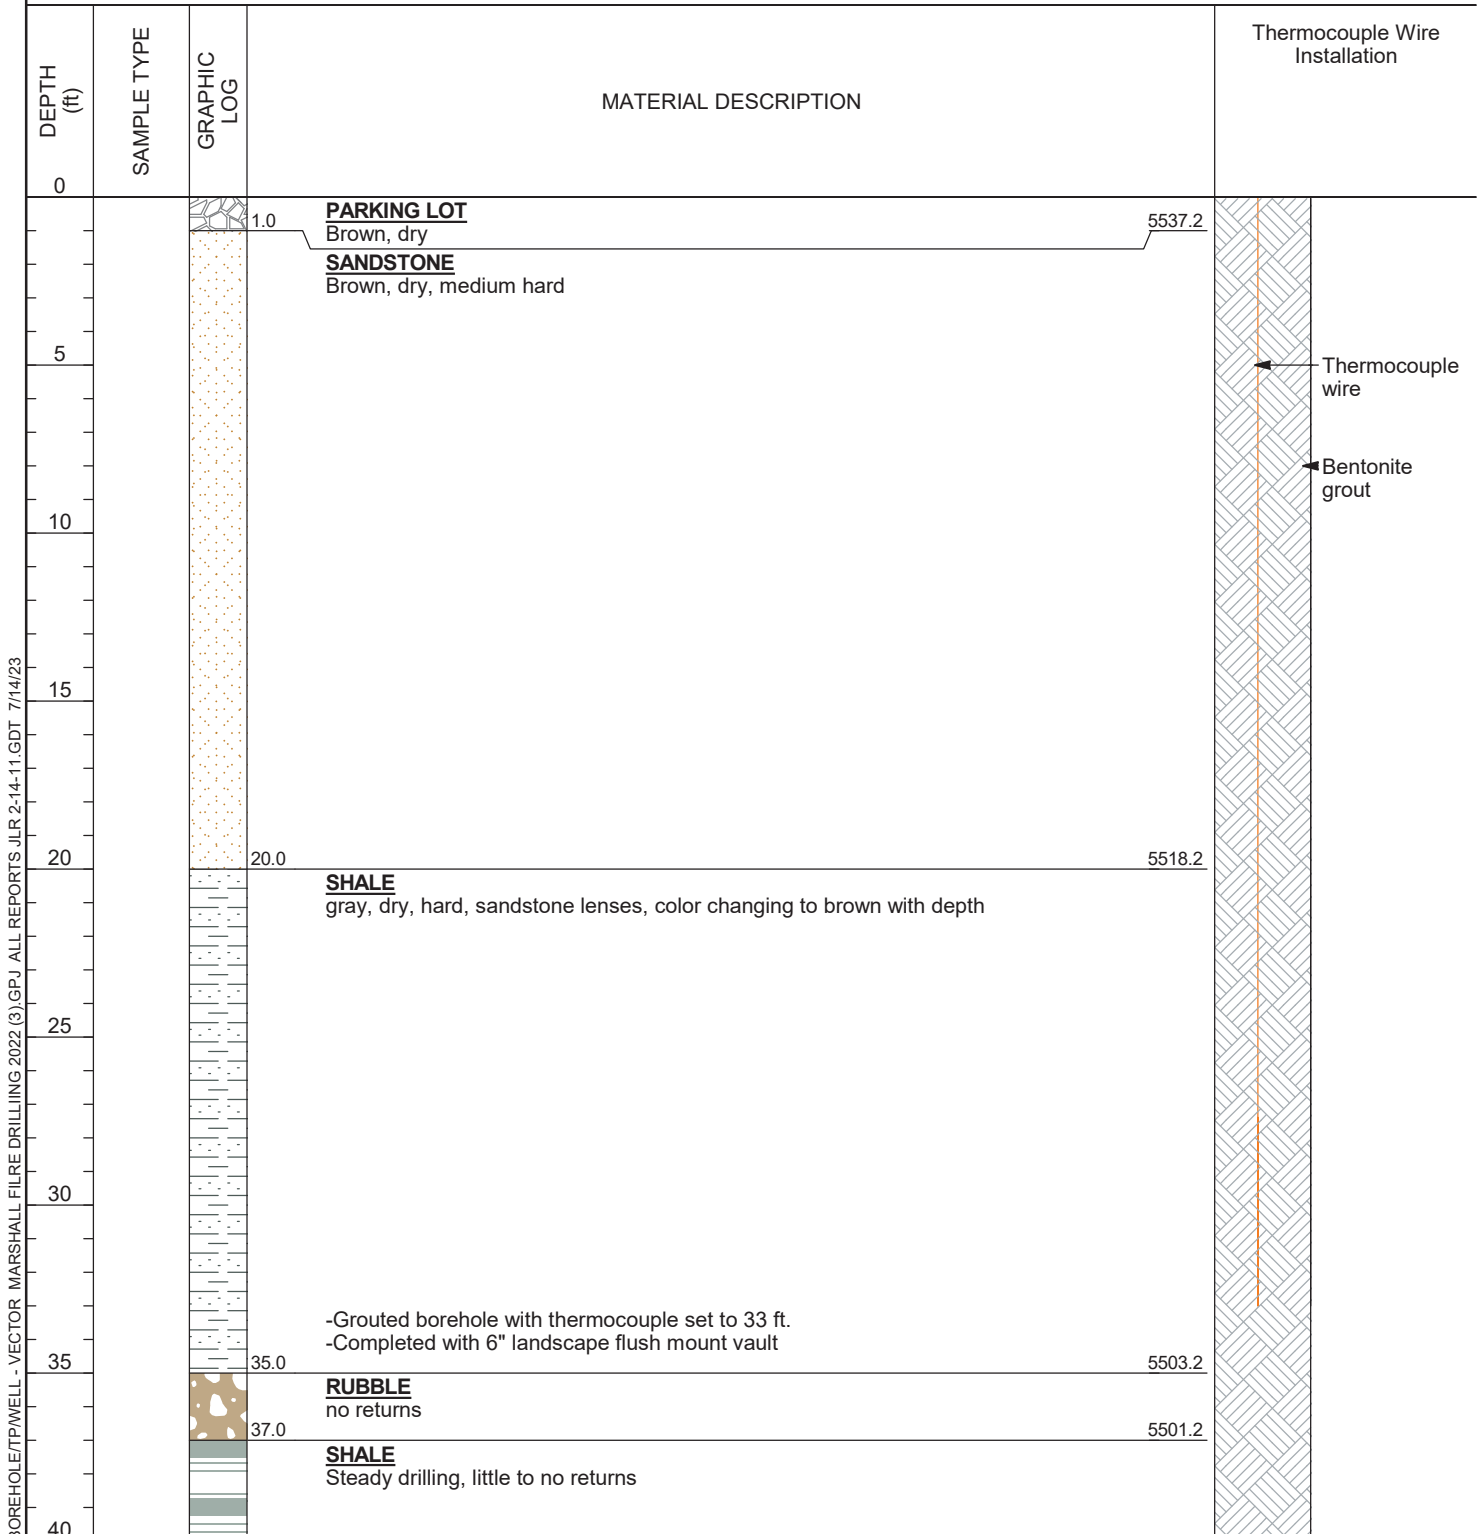 DEPTH
(ft)
SAMPLE TYPE
GRAPHIC
LOG
MATERIAL DESCRIPTION
Thermocouple Wire
Installation
0
1.0
PARKING LOT
5537.2
Brown, dry
SANDSTONE
Brown, dry, medium hard
5
Thermocouple
wire
Bentonite
grout
10
15
20
20.0
5518.2
SHALE
gray, dry, hard, sandstone lenses, color changing to brown with depth
25
30
-Grouted borehole with thermocouple set to 33 ft.
-Completed with 6" landscape flush mount vault
35
35.0
5503.2
RUBBLE
no returns
37.0
5501.2
SHALE
Steady drilling, little to no returns
40
BOREHOLE/TP/WELL - VECTOR MARSHALL FILRE DRILLIING 2022 (3).GPJ ALL REPORTS JLR 2-14-11.GDT 7/14/23